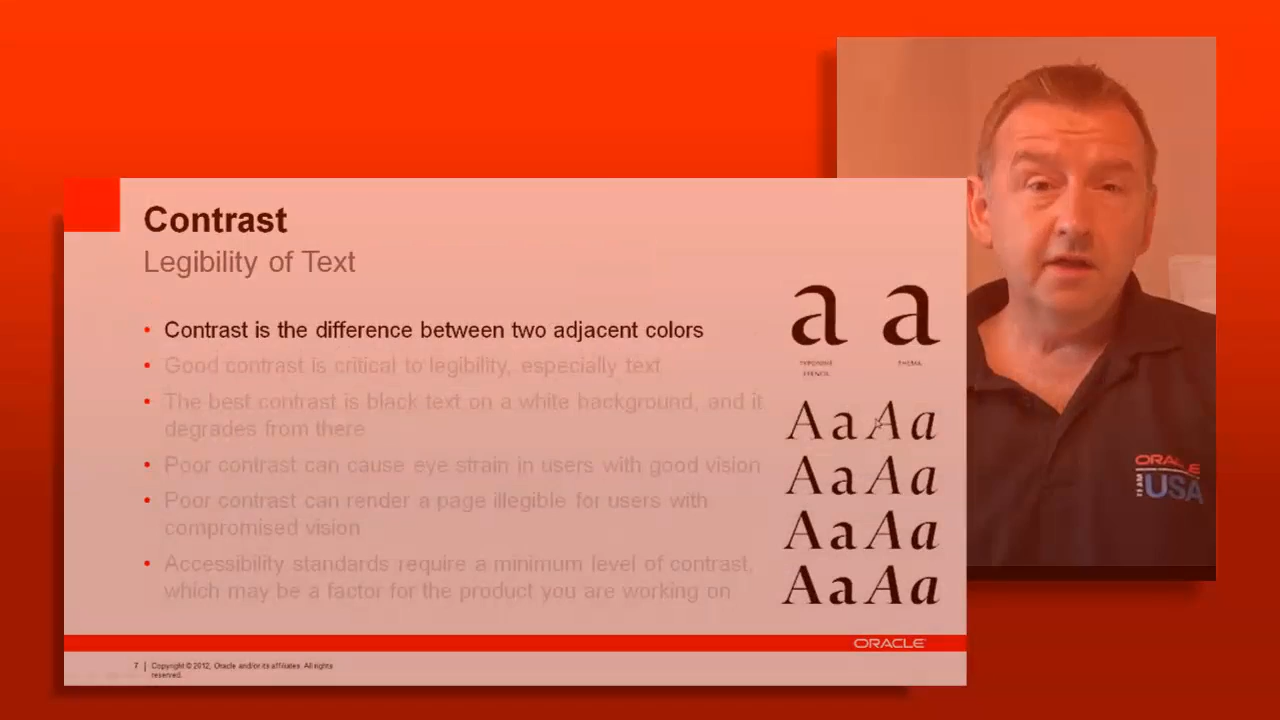 Contrast
Legibility of Text
• Contrast is the difference between two adjacent colors
• Good contrast is critical to legibility, especially text
• The best contrast is black text on a white background, and it
degrades from there
• Poor contrast can cause eye strain in users with good vision
• Poor contrast can render a page illegible for users with
compromised vision
• Accessibility standards require a minimum level of contrast,
which may be a factor for the product you are working on
a a
THEMA
Aa Aa
Aa Aa
Aa Aa
Aa Aa
ORACLE
7 | Copyright © 2012, Oracle and/or its affiliates. All rights
reserved.
ORACLE
TEAM
USA